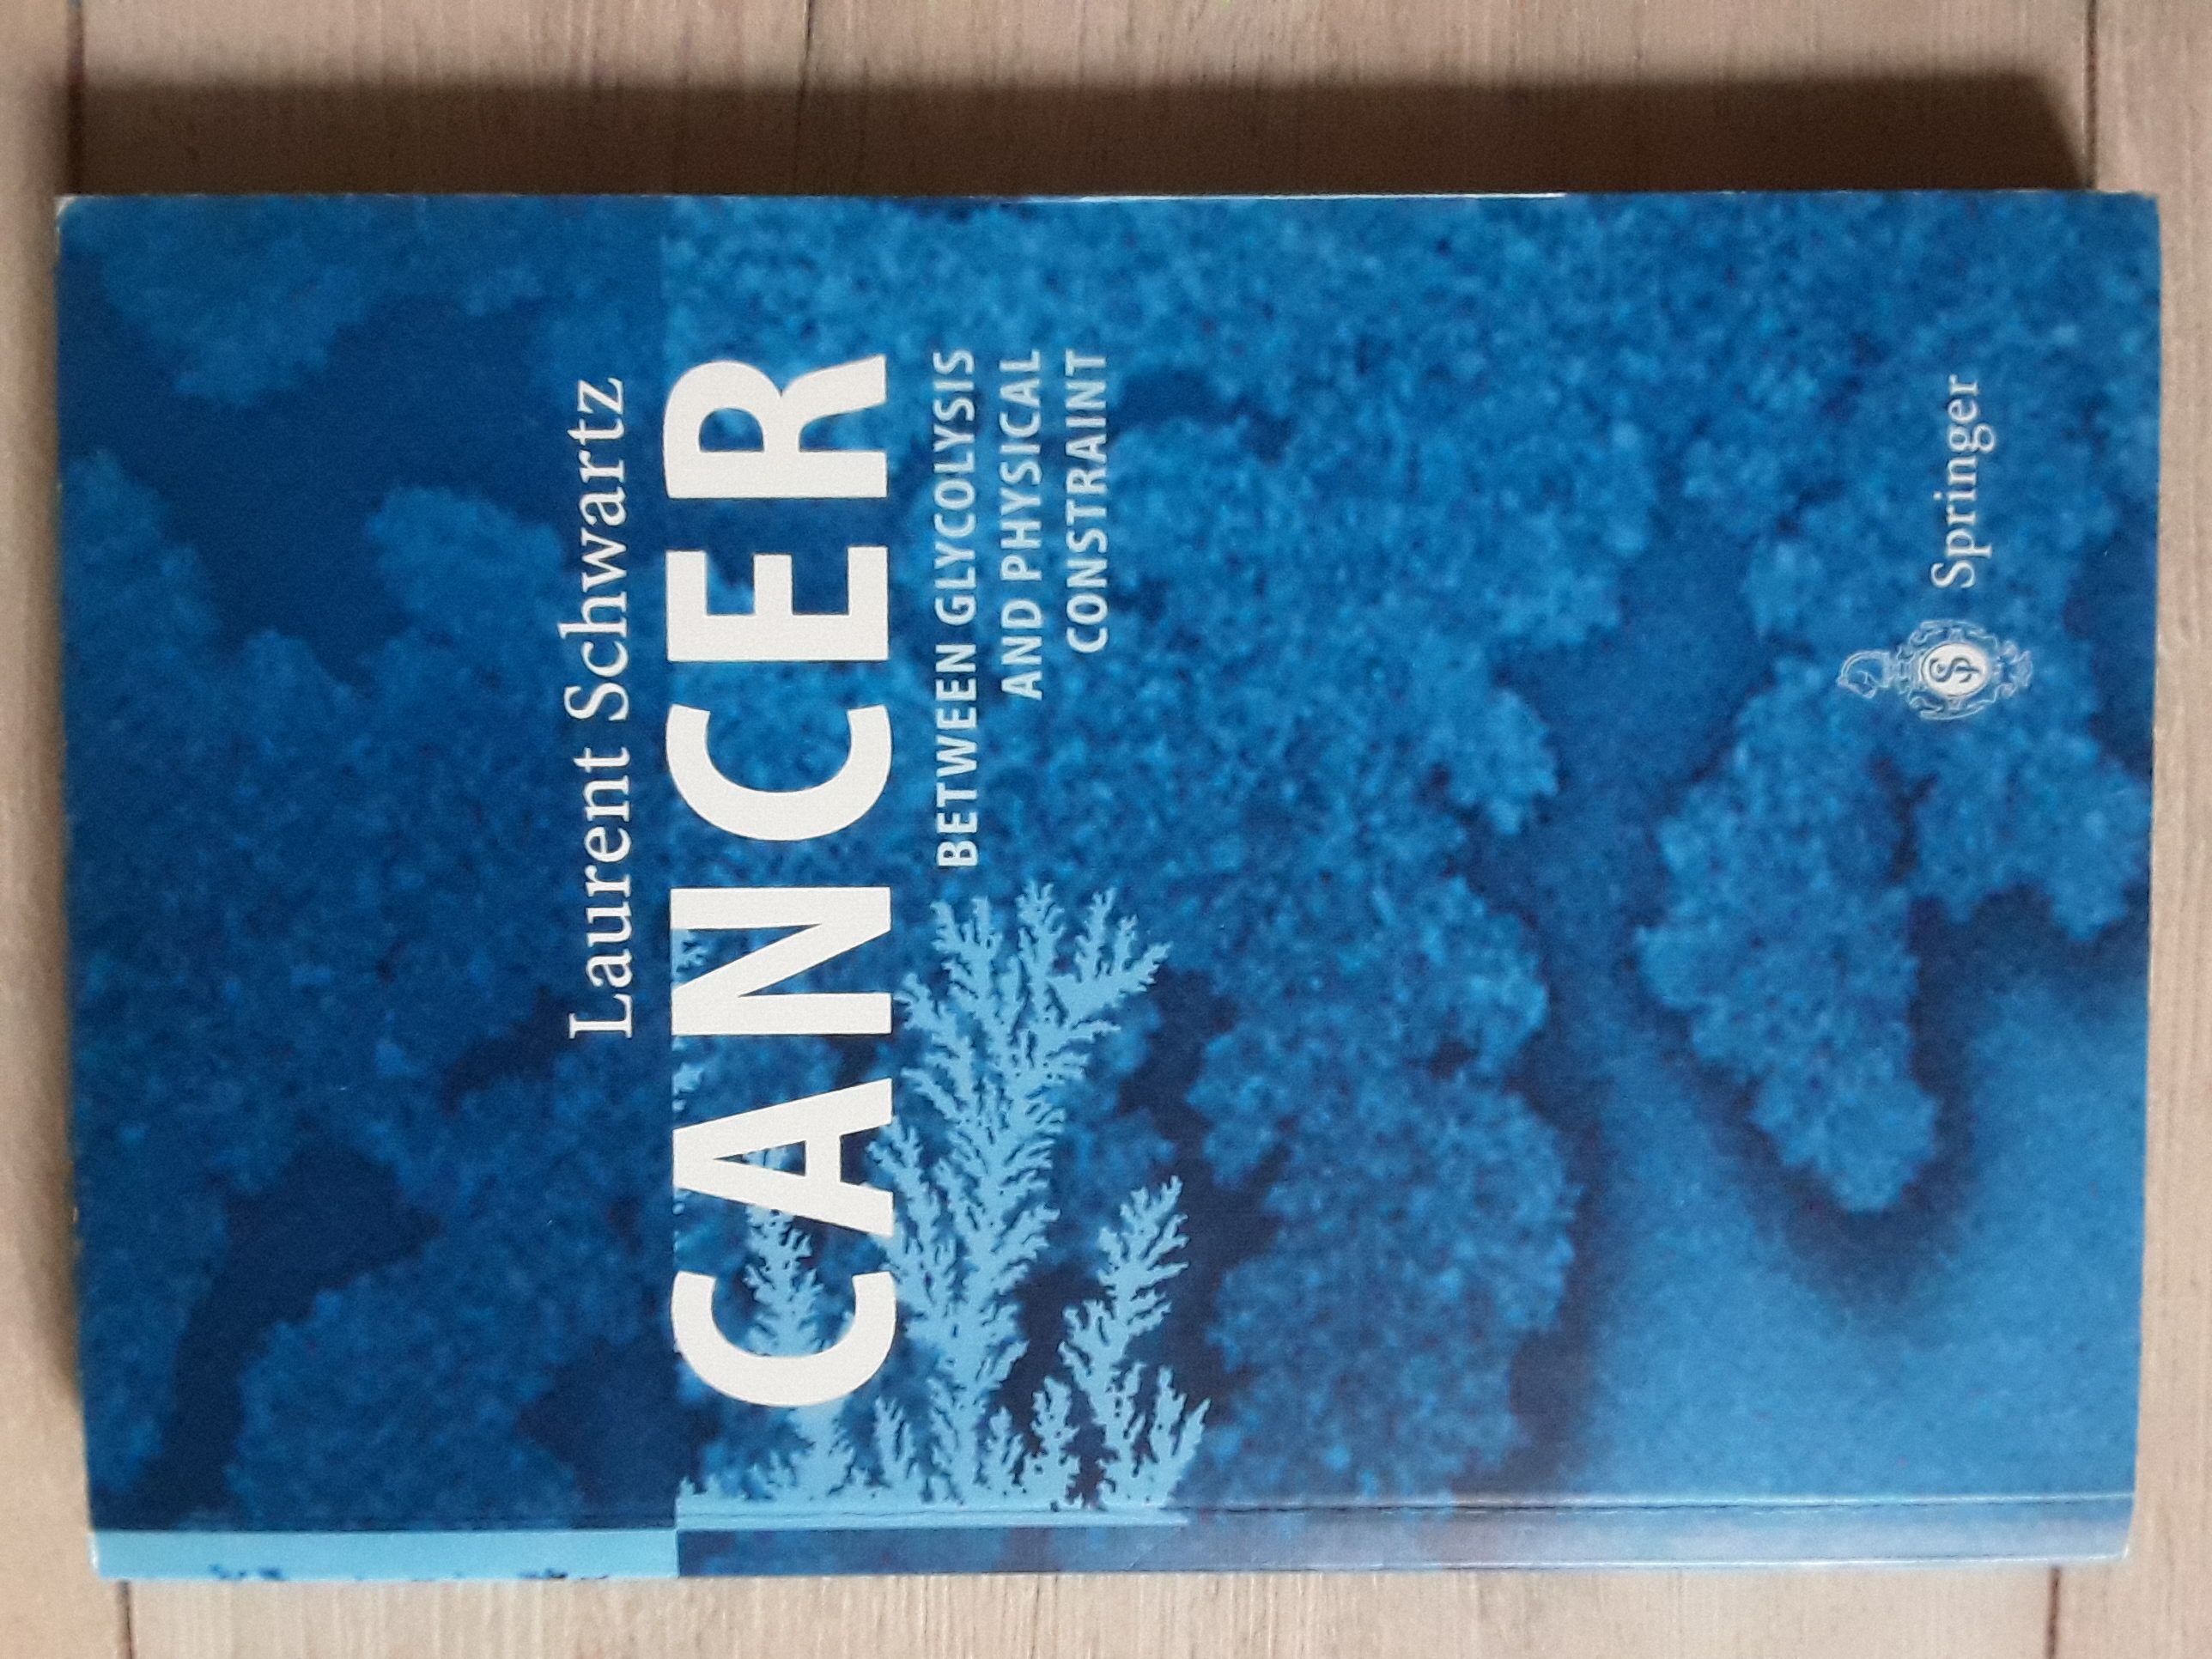 Laurent Schwartz
CANCER
BETWEEN GLYCOLYSIS
AND PHYSICAL
CONSTRAINT
Springer